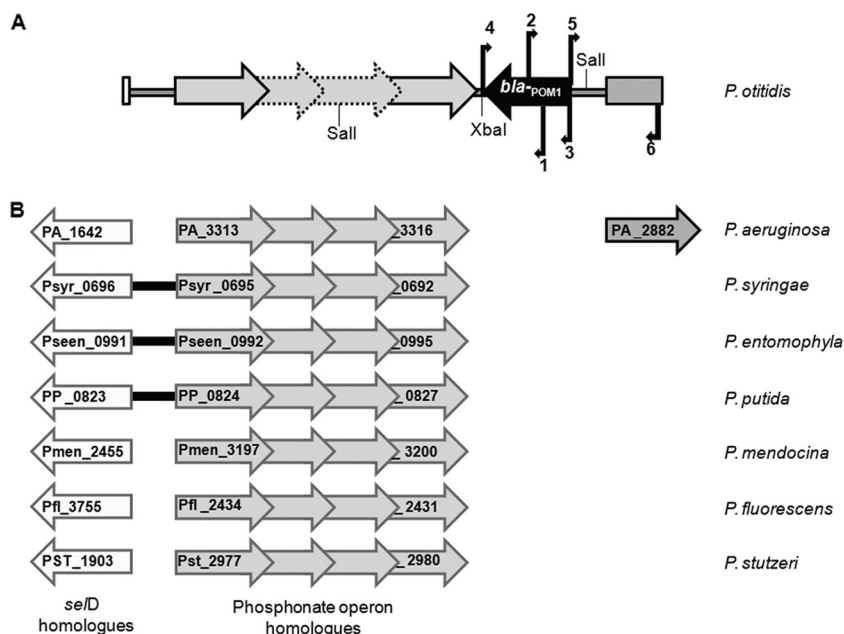 A
4 2 5
SalI
bla-POM1
P. otitidis
SalI
XbaI
1 3 6
B
PA_1642 PA_3313 _3316 PA_2882 P. aeruginosa
Psyr_0696 Psyr_0695 _0692 P. syringae
Pseen_0991 Pseen_0992 _0995 P. entomophyla
PP_0823 PP_0824 _0827 P. putida
Pmen_2455 Pmen_3197 _3200 P. mendocina
Pfl_3755 Pfl_2434 _2431 P. fluorescens
PST_1903 Pst_2977 _2980 P. stutzeri
selD
homologues
Phosphonate operon
homologues